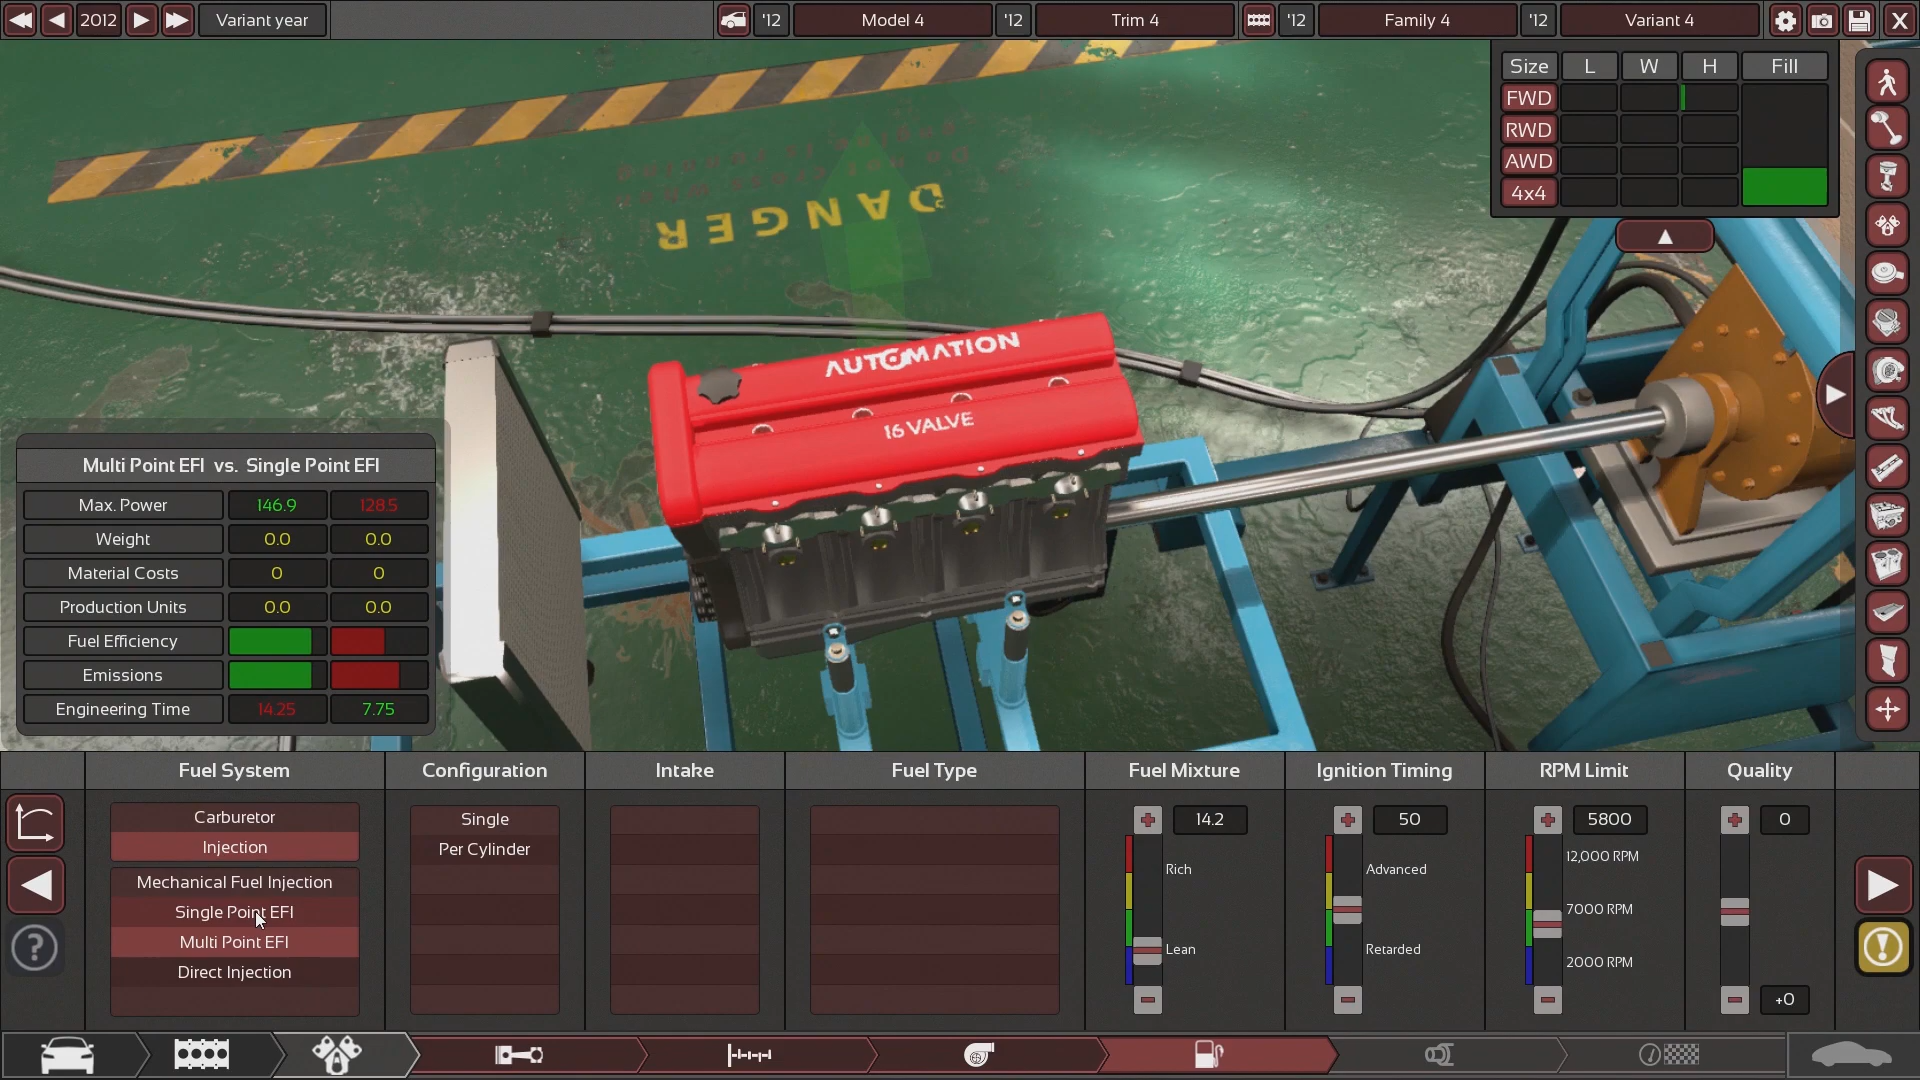 2012
Variant year
'12
Model 4
'12
Trim 4
'12
Family 4
'12
Variant 4
Size L W H Fill
FWD
RWD
AWD
4x4
DANGER
AUTOMATION
16 VALVE
Multi Point EFI vs. Single Point EFI
Max. Power 146.9 128.5
Weight 0.0 0.0
Material Costs 0 0
Production Units 0.0 0.0
Fuel Efficiency
Emissions
Engineering Time 14.25 7.75
Fuel System
Carburetor
Injection
Mechanical Fuel Injection
Single Point EFI
Multi Point EFI
Direct Injection
Configuration
Single
Per Cylinder
Intake
Fuel Type
Fuel Mixture
14.2
Rich
Lean
Ignition Timing
50
Advanced
Retarded
RPM Limit
5800
12,000 RPM
7000 RPM
2000 RPM
Quality
0
+0